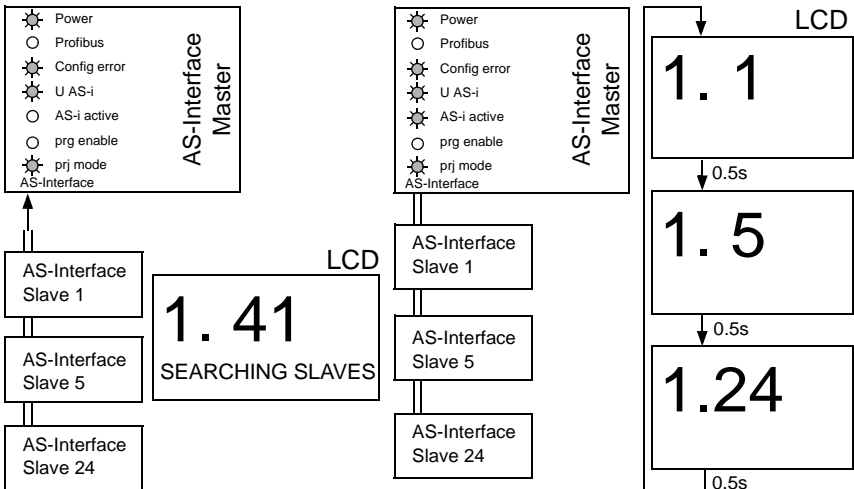 Power
Profibus
Config error
U AS-i
AS-i active
prg enable
prj mode
AS-Interface
AS-Interface
Master
AS-Interface
Slave 1
AS-Interface
Slave 5
AS-Interface
Slave 24
LCD
1. 41
SEARCHING SLAVES
Power
Profibus
Config error
U AS-i
AS-i active
prg enable
prj mode
AS-Interface
AS-Interface
Master
AS-Interface
Slave 1
AS-Interface
Slave 5
AS-Interface
Slave 24
LCD
1. 1
0.5s
1. 5
0.5s
1.24
0.5s